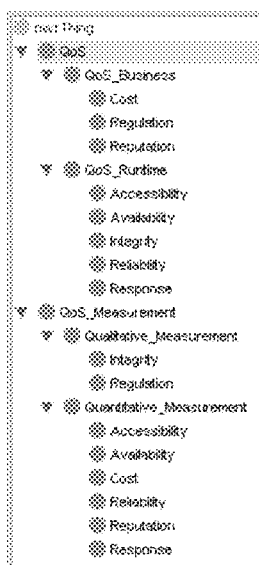 owl:Thing
QoS
QoS_Business
Cost
Regulation
Reputation
QoS_Runtime
Accessibility
Availability
Integrity
Reliability
Response
QoS_Measurement
Qualitative_Measurement
Integrity
Regulation
Quantitative_Measurement
Accessibility
Availability
Cost
Reliability
Reputation
Response